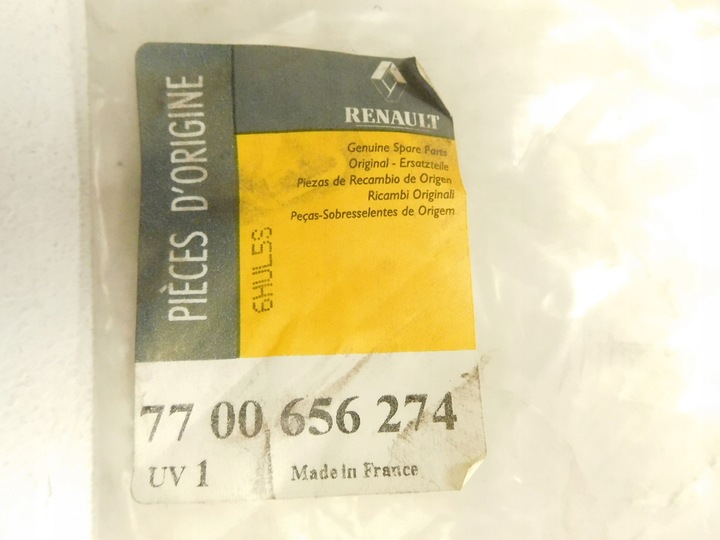 PIÈCES D'ORIGINE
RENAULT
Genuine Spare Parts
Original - Ersatzteile
Piezas de Recambio de Origen
Ricambi Originali
Peças-Sobresselentes de Origem
6HUL58
77 00 656 274
UV 1
Made in France